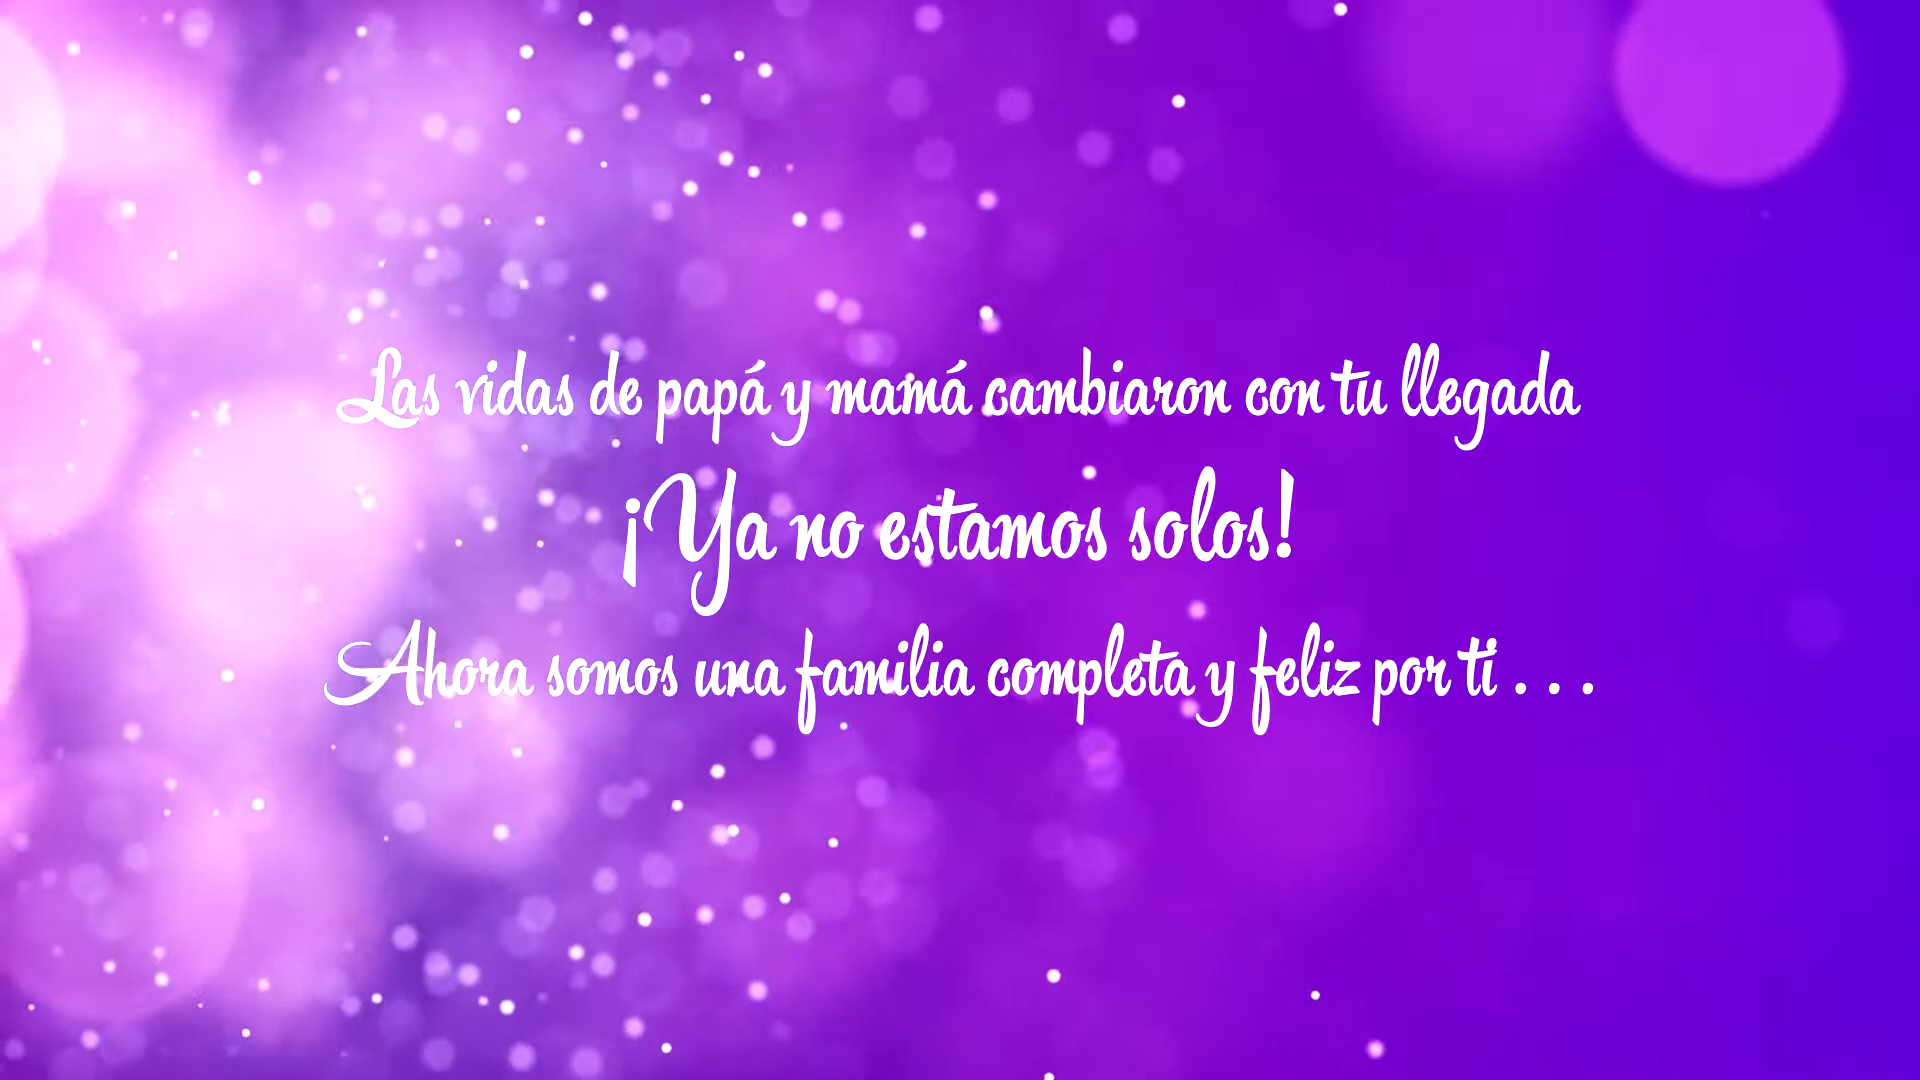 Las vidas de papá y mamá cambiaron con tu llegada
¡Ya no estamos solos!
Ahora somos una familia completa y feliz por ti . . .